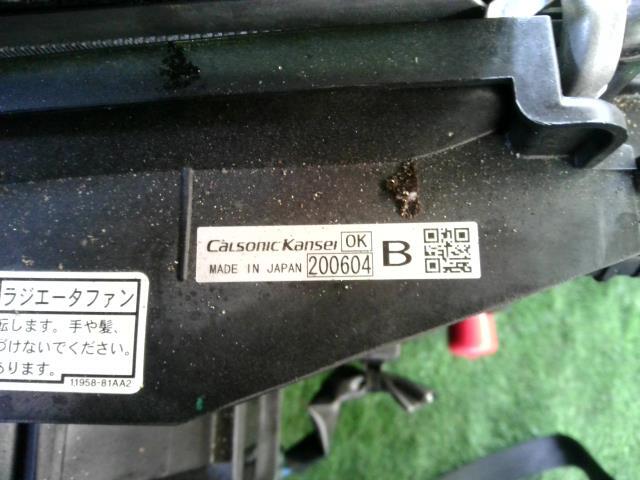 Calsonic Kansei OK
MADE IN JAPAN 200604 B
ラジエータファン
転します。手や髪、
づけないでください。
あります。
11958-81AA2